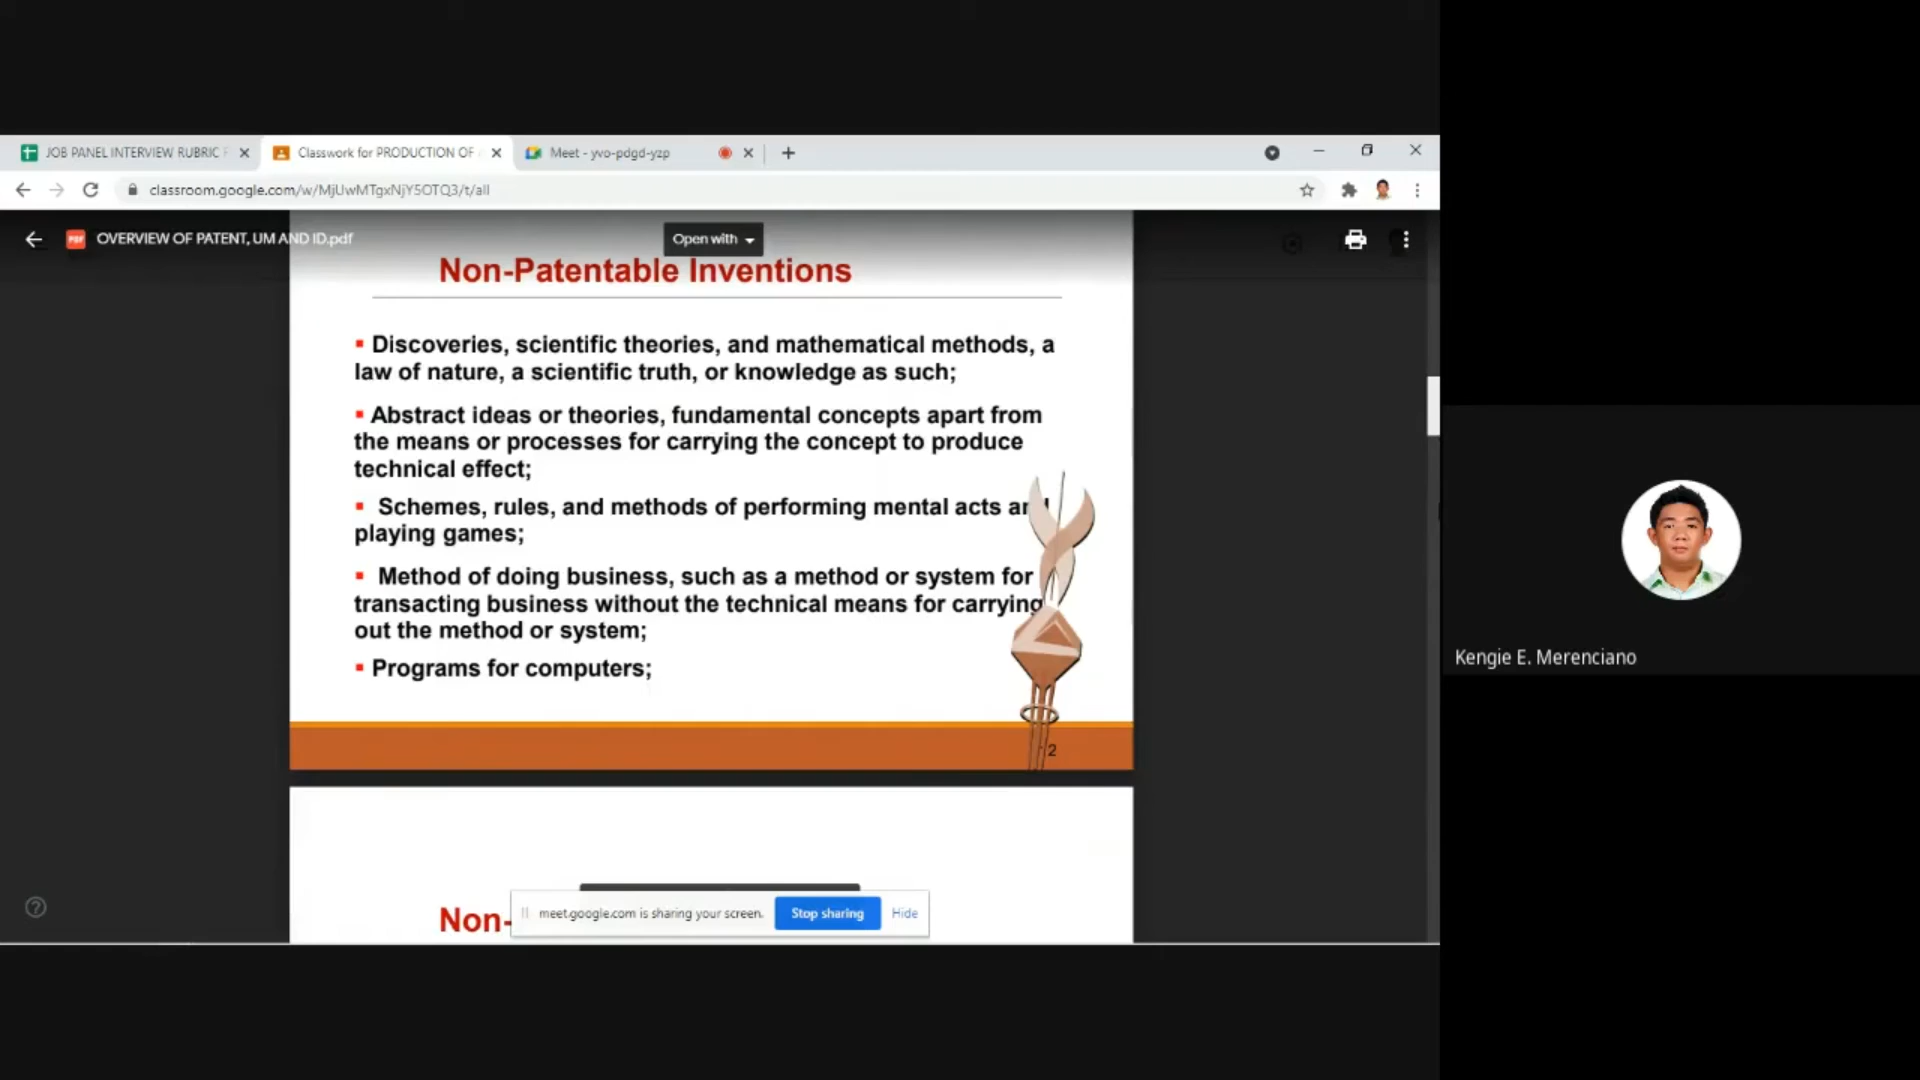 JOB PANEL INTERVIEW RUBRIC F
Classwork for PRODUCTION OF
Meet - yvo-pdgd-yzp
classroom.google.com/w/MjUwMTgxNjY5OTQ3/t/all
PDF
OVERVIEW OF PATENT, UM AND ID.pdf
Open with
Non-Patentable Inventions
▪ Discoveries, scientific theories, and mathematical methods, a
law of nature, a scientific truth, or knowledge as such;
▪ Abstract ideas or theories, fundamental concepts apart from
the means or processes for carrying the concept to produce
technical effect;
▪ Schemes, rules, and methods of performing mental acts and
playing games;
▪ Method of doing business, such as a method or system for
transacting business without the technical means for carrying
out the method or system;
▪ Programs for computers;
2
Non-
meet.google.com is sharing your screen.
Stop sharing
Hide
Kengie E. Merenciano